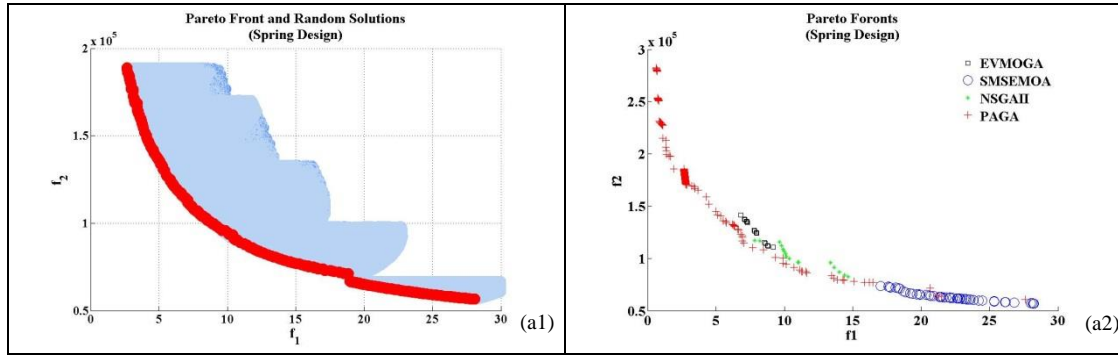 Pareto Front and Random Solutions
(Spring Design)
2 x 10^5
1.5
1
0.5
f_2
0
5
10
15
20
25
30
f_1
(a1)
Pareto Foronts
(Spring Design)
3 x 10^5
2.5
2
1.5
1
0.5
f2
0
5
10
15
20
25
30
f1
EVMOGA
SMSEMOA
NSGAII
PAGA
(a2)